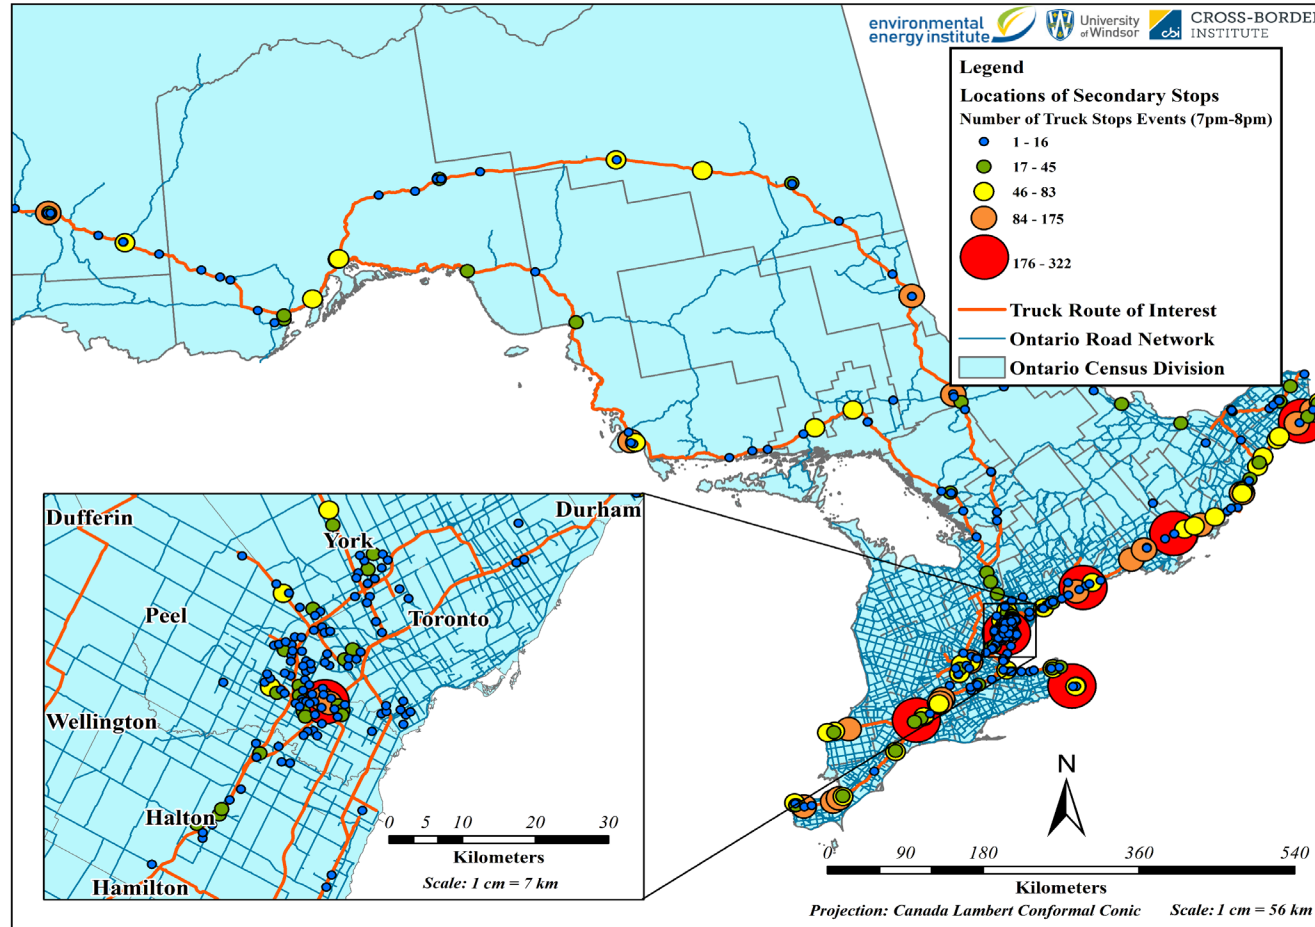 environmental
energy institute
University
of Windsor
cbi
CROSS-BORDER
INSTITUTE
Legend
Locations of Secondary Stops
Number of Truck Stops Events (7pm-8pm)
1 - 16
17 - 45
46 - 83
84 - 175
176 - 322
Truck Route of Interest
Ontario Road Network
Ontario Census Division
Dufferin
Durham
York
Peel
Toronto
Wellington
Halton
Hamilton
0 5 10 20 30
Kilometers
Scale: 1 cm = 7 km
N
0 90 180 360 540
Kilometers
Projection: Canada Lambert Conformal Conic Scale: 1 cm = 56 km